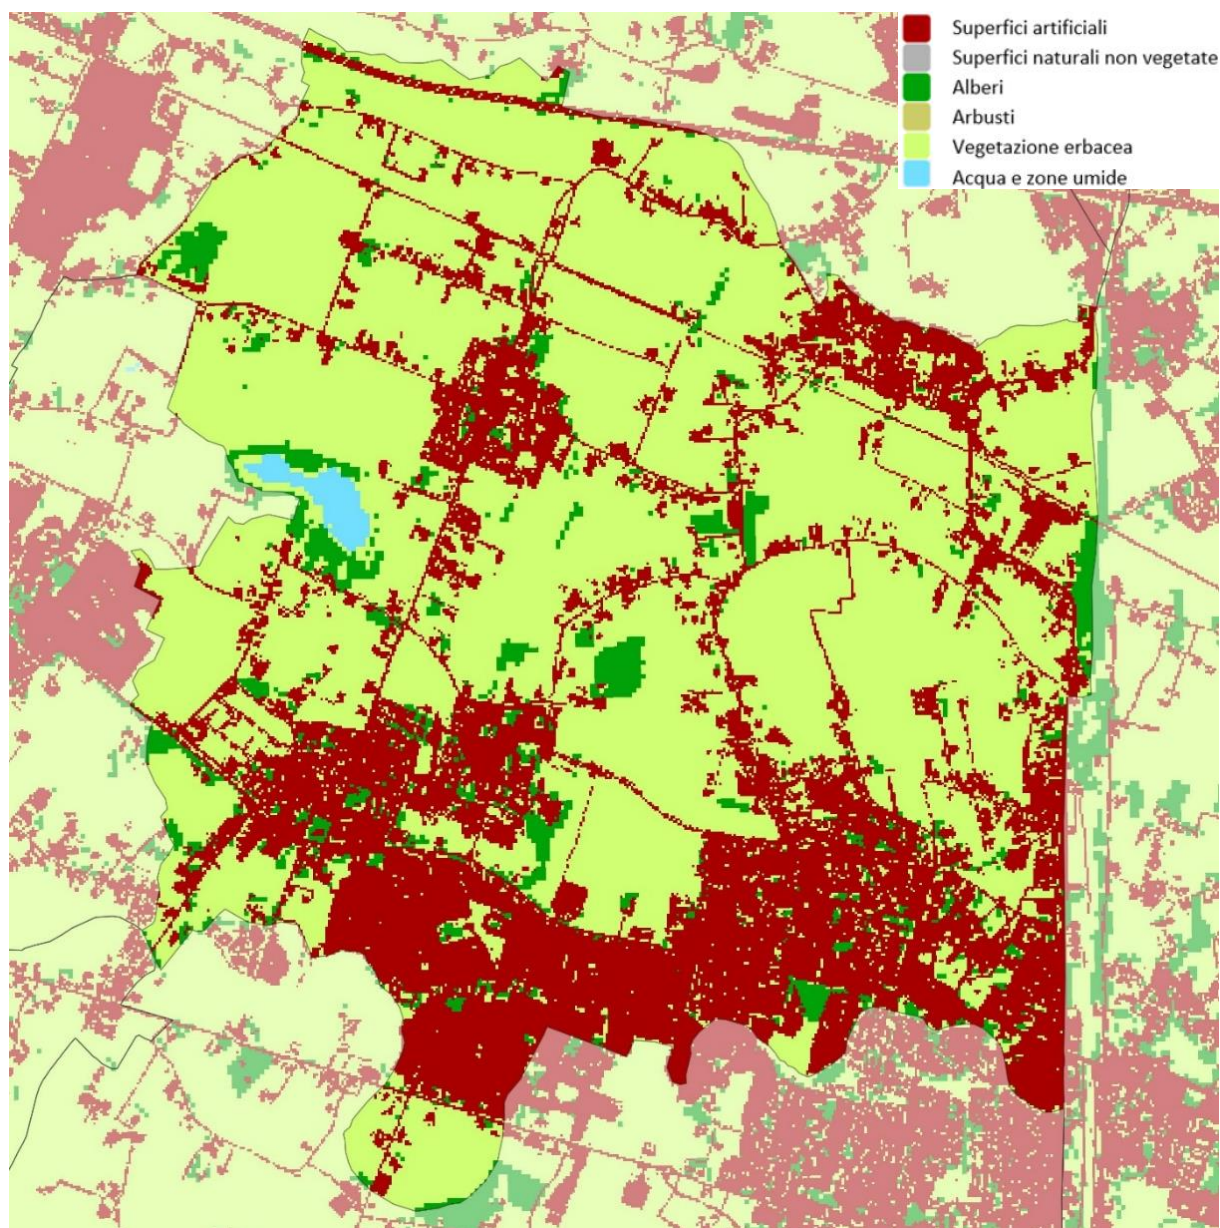 Superfici artificiali
Superfici naturali non vegetate
Alberi
Arbusti
Vegetazione erbacea
Acqua e zone umide